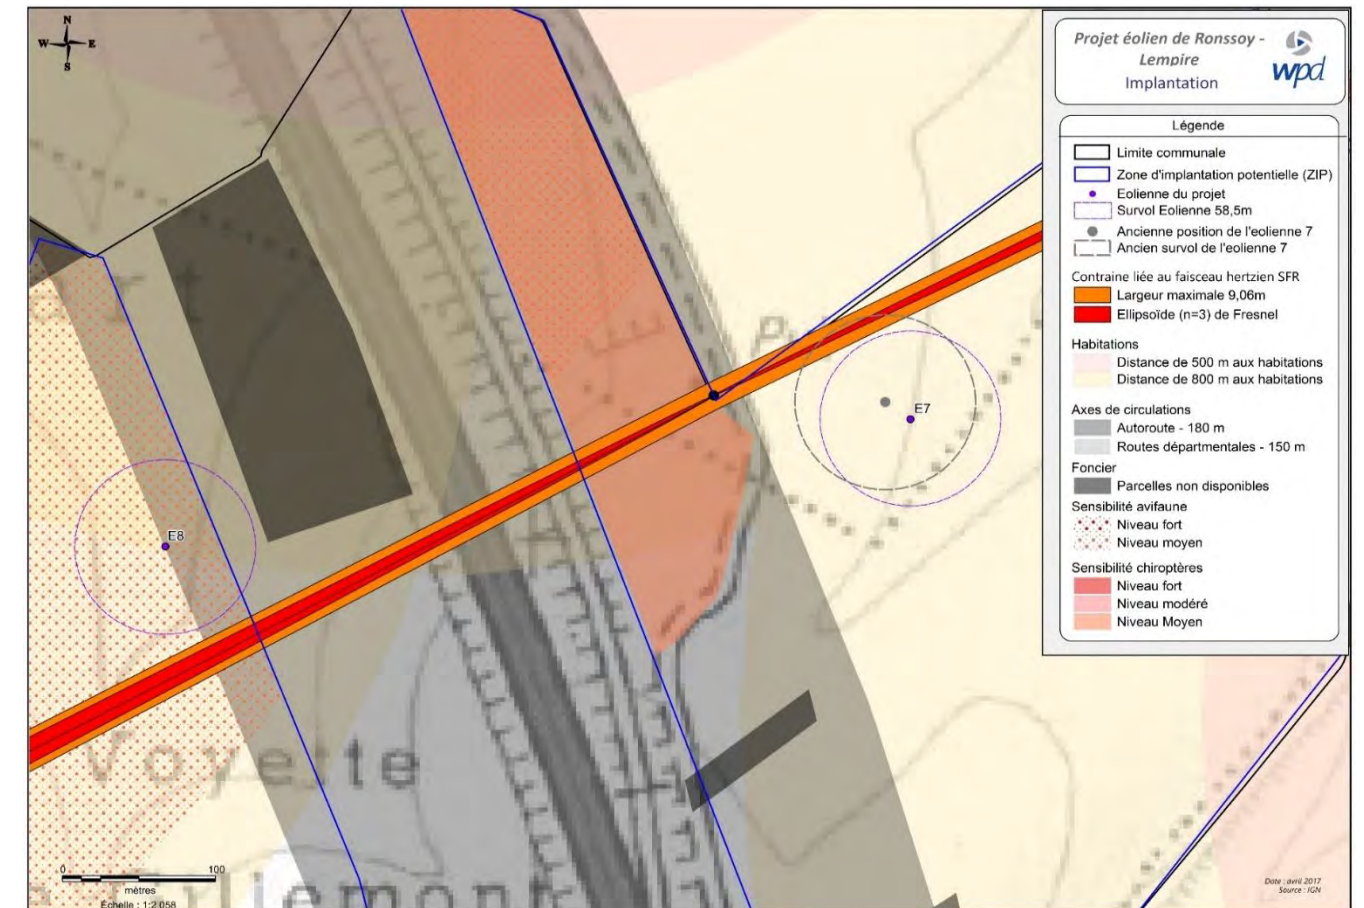 N
W E
S
Projet éolien de Ronssoy -
Lempire
Implantation
wpd
Légende
Limite communale
Zone d'implantation potentielle (ZIP)
Eolienne du projet
Survol Eolienne 58,5m
Ancienne position de l'eolienne 7
Ancien survol de l'eolienne 7
Contraine liée au faisceau hertzien SFR
Largeur maximale 9,06m
Ellipsoïde (n=3) de Fresnel
Habitations
Distance de 500 m aux habitations
Distance de 800 m aux habitations
Axes de circulations
Autoroute - 180 m
Routes départementales - 150 m
Foncier
Parcelles non disponibles
Sensibilité avifaune
Niveau fort
Niveau moyen
Sensibilité chiroptères
Niveau fort
Niveau modéré
Niveau Moyen
E7
E8
Voyette
0 100
mètres
Échelle : 1:2 058
Date : avril 2017
Source : IGN